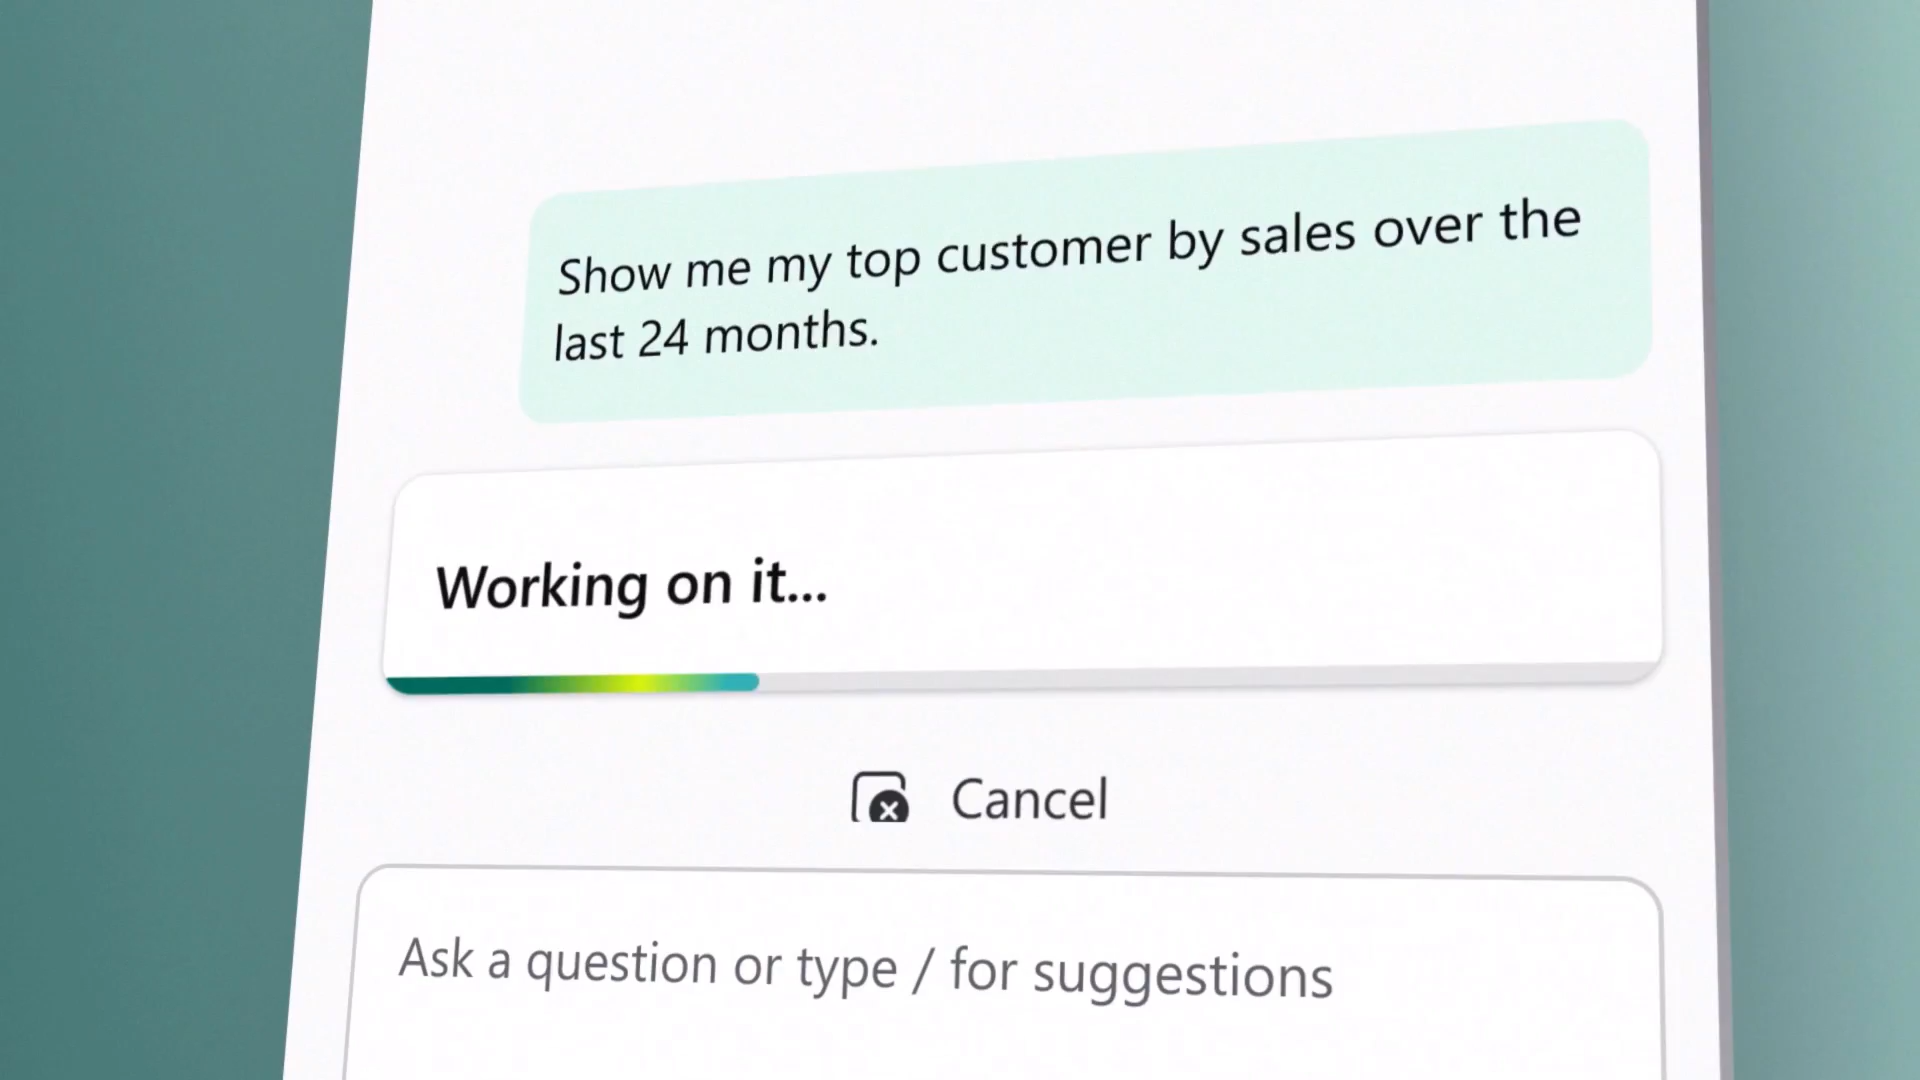 Show me my top customer by sales over the
last 24 months.
Working on it...
Cancel
Ask a question or type / for suggestions